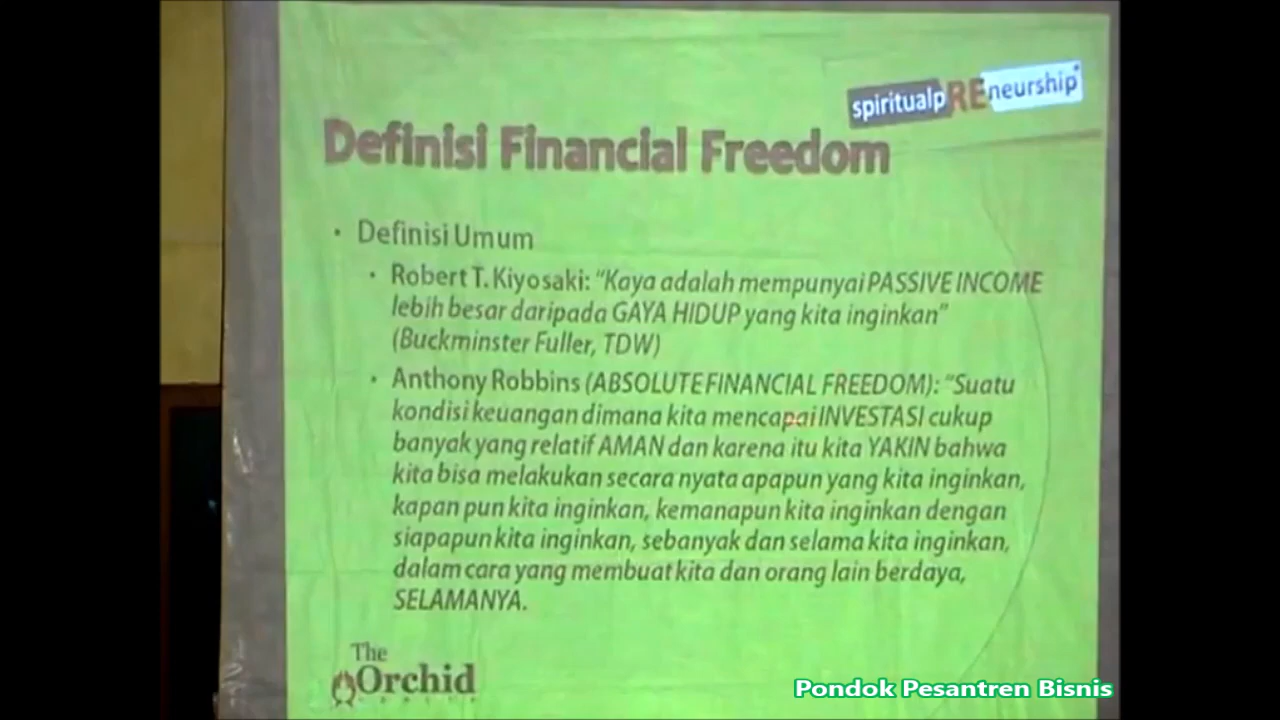 spiritualpREneurship
Definisi Financial Freedom
• Definisi Umum
• Robert T. Kiyosaki: "Kaya adalah mempunyai PASSIVE INCOME
lebih besar daripada GAYA HIDUP yang kita inginkan"
(Buckminster Fuller, TDW)
• Anthony Robbins (ABSOLUTE FINANCIAL FREEDOM): "Suatu
kondisi keuangan dimana kita mencapai INVESTASI cukup
banyak yang relatif AMAN dan karena itu kita YAKIN bahwa
kita bisa melakukan secara nyata apapun yang kita inginkan,
kapan pun kita inginkan, kemanapun kita inginkan dengan
siapapun kita inginkan, sebanyak dan selama kita inginkan,
dalam cara yang membuat kita dan orang lain berdaya,
SELAMANYA.
The
Orchid
Pondok Pesantren Bisnis